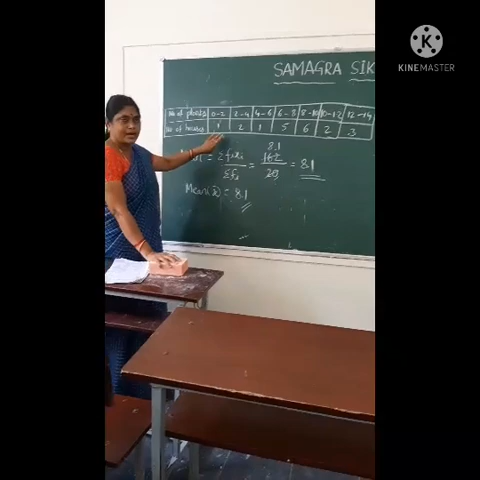 KINEMASTER
SAMAGRA SIK
No of plants 0-2 2-4 4-6 6-8 8-10 10-12 12-14
No of houses 1 2 1 5 6 2 3
= Σfixi / Σfi = 8.1 162 / 20 = 8.1
Mean(x̄) = 8.1